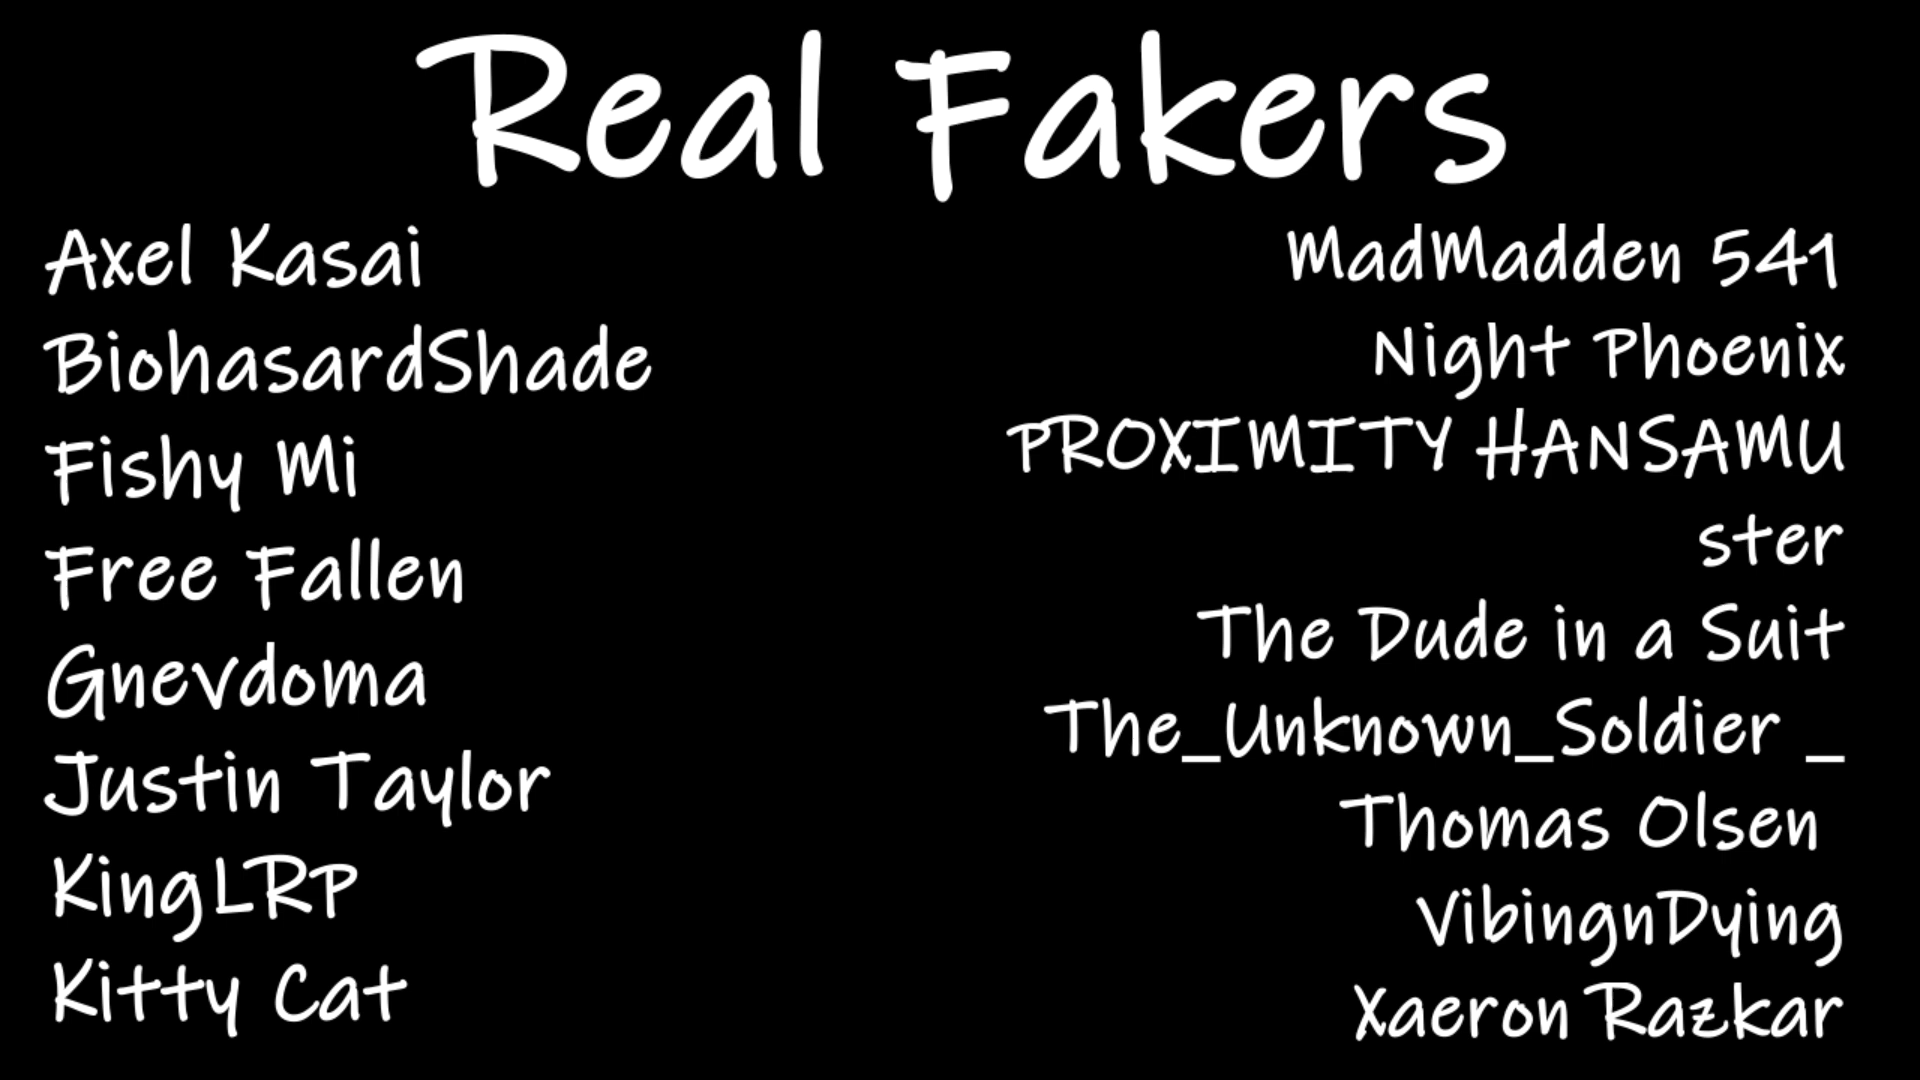 Real Fakers
Axel Kasai
BiohasardShade
Fishy Mi
Free Fallen
Gnevdoma
Justin Taylor
KingLRP
Kitty Cat
MadMadden 541
Night Phoenix
PROXIMITY HANSAMU
ster
The Dude in a Suit
The_Unknown_Soldier _
Thomas Olsen
VibingnDying
Xaeron Razkar